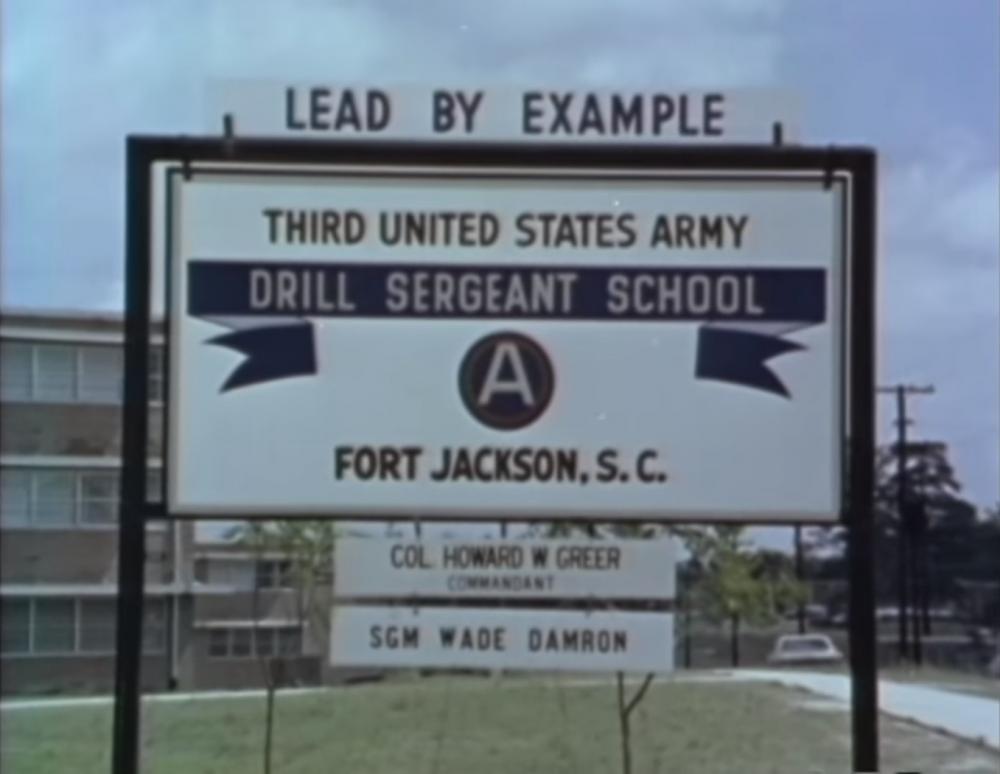 LEAD BY EXAMPLE
THIRD UNITED STATES ARMY
DRILL SERGEANT SCHOOL
A
FORT JACKSON, S. C.
COL. HOWARD W GREER
COMMANDANT
SGM WADE DAMRON